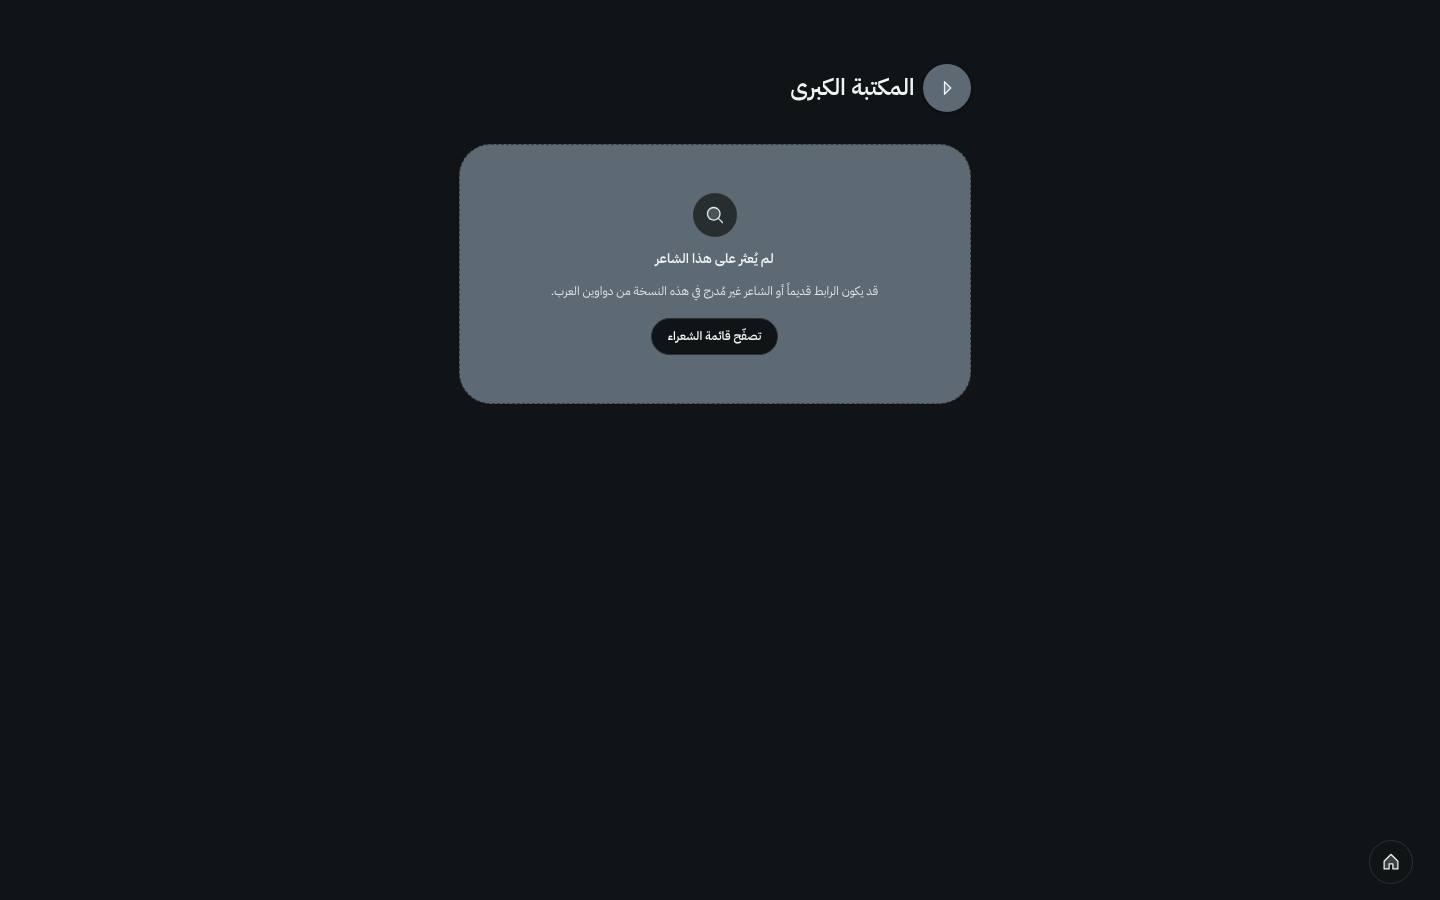 المكتبة الكبرى
لم يُعثر على هذا الشاعر
قد يكون الرابط قديماً أو الشاعر غير مُدرج في هذه النسخة من دواوين العرب.
تصفّح قائمة الشعراء